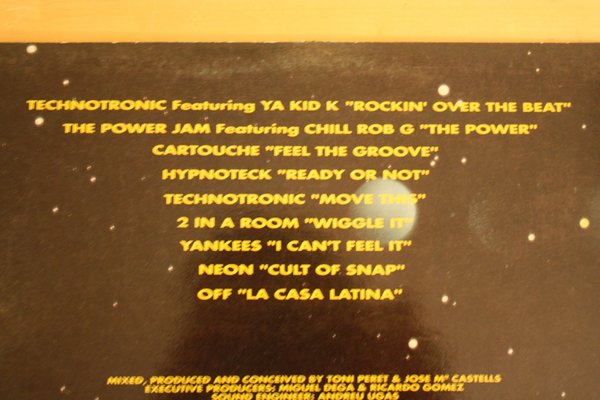 TECHNOTRONIC Featuring YA KID K "ROCKIN' OVER THE BEAT"
THE POWER JAM Featuring CHILL ROB G "THE POWER"
CARTOUCHE "FEEL THE GROOVE"
HYPNOTECK "READY OR NOT"
TECHNOTRONIC "MOVE THIS"
2 IN A ROOM "WIGGLE IT"
YANKEES "I CAN'T FEEL IT"
NEON "CULT OF SNAP"
OFF "LA CASA LATINA"
MIXED, PRODUCED AND CONCEIVED BY TONI PERET & JOSE Mª CASTELLS
EXECUTIVE PRODUCERS: MIGUEL DEGA & RICARDO GOMEZ
SOUND ENGINEER: ANDREU UGAS